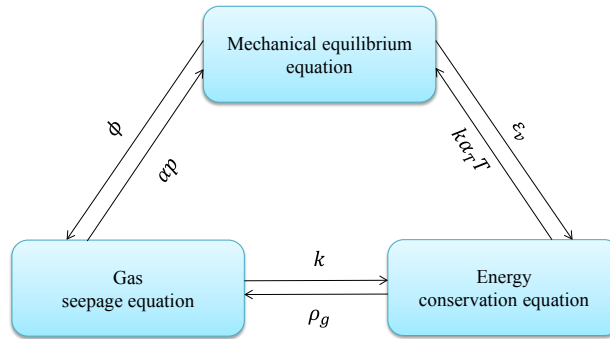 Mechanical equilibrium
equation
ϕ
αp
kα_T T
ε_v
Gas
seepage equation
k
ρ_g
Energy
conservation equation